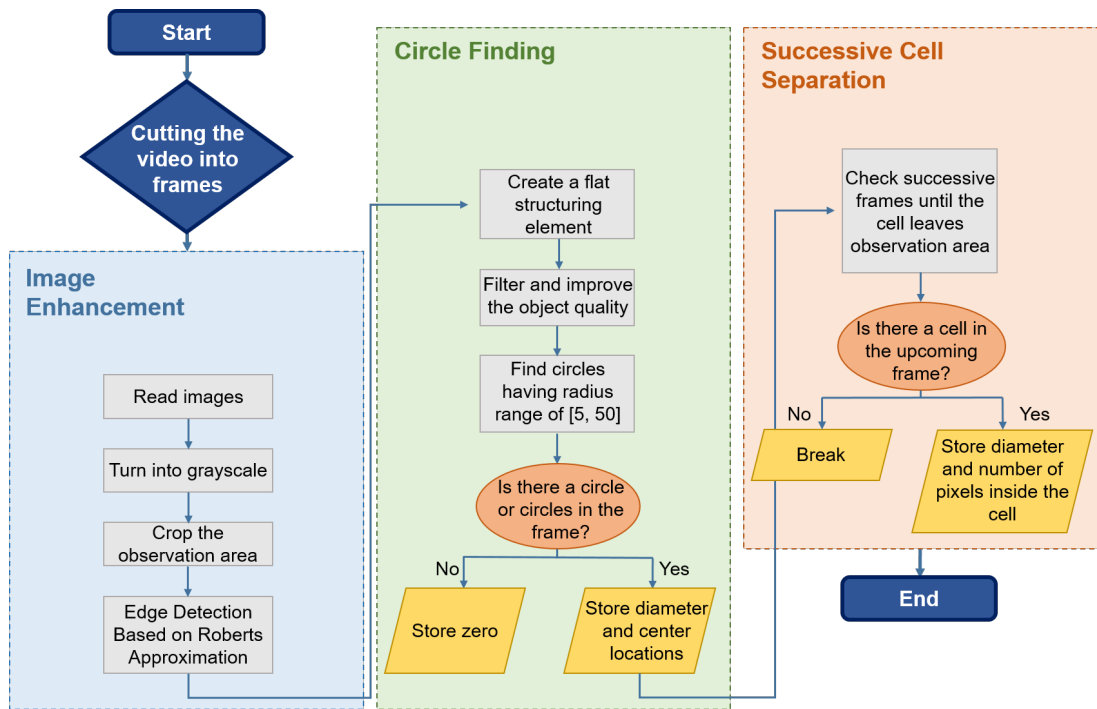 Start
Cutting the
video into
frames
Image
Enhancement
Read images
Turn into grayscale
Crop the
observation area
Edge Detection
Based on Roberts
Approximation
Circle Finding
Create a flat
structuring
element
Filter and improve
the object quality
Find circles
having radius
range of [5, 50]
Is there a circle
or circles in the
frame?
No
Yes
Store zero
Store diameter
and center
locations
Successive Cell
Separation
Check successive
frames until the
cell leaves
observation area
Is there a cell in
the upcoming
frame?
No
Yes
Break
Store diameter
and number of
pixels inside the
cell
End